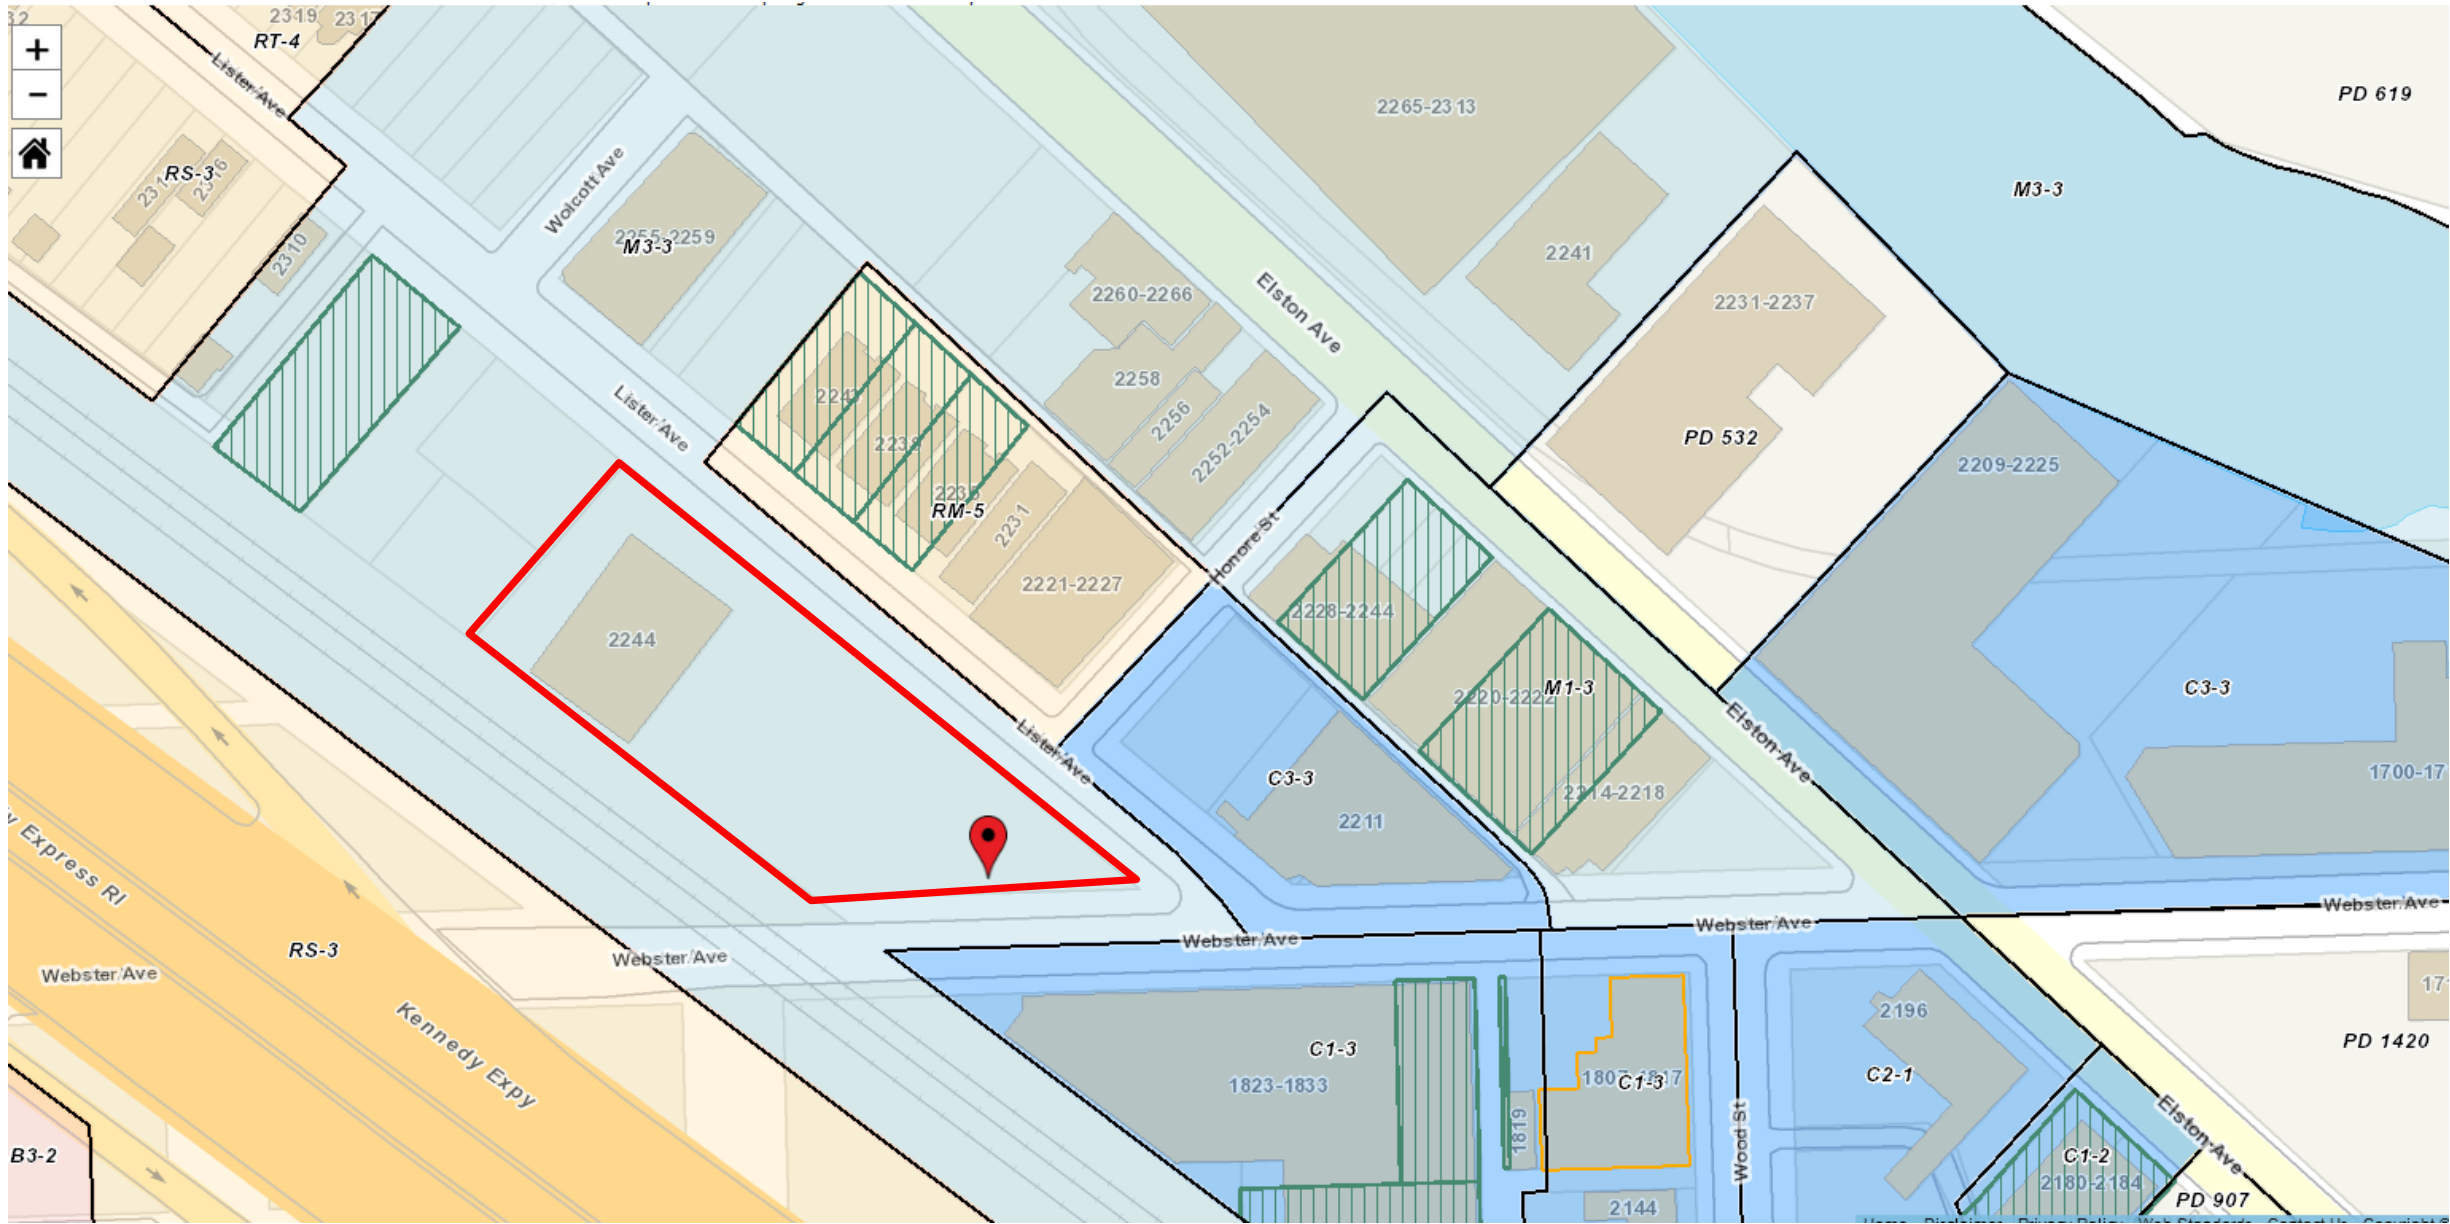 2319
2317
RT-4
Lister Ave
+
−
RS-3
2316
2310
Wolcott Ave
2255-2259
M3-3
2265-2313
PD 619
M3-3
2241
2260-2266
Elston Ave
2231-2237
2258
2256
2252-2254
PD 532
Lister Ave
RM-5
2231
2221-2227
Honore St
2209-2225
2244
2228-2244
2220-2222
M1-3
C3-3
Elston Ave
Lister Ave
C3-3
2211
2214-2218
1700-17
Express Rl
RS-3
Webster Ave
Webster Ave
Webster Ave
Webster Ave
Webster Ave
Kennedy Expy
C1-3
1823-1833
1819
1807-1817
C1-3
Wood St
2196
C2-1
PD 1420
Elston Ave
B3-2
C1-2
2180-2184
PD 907
2144